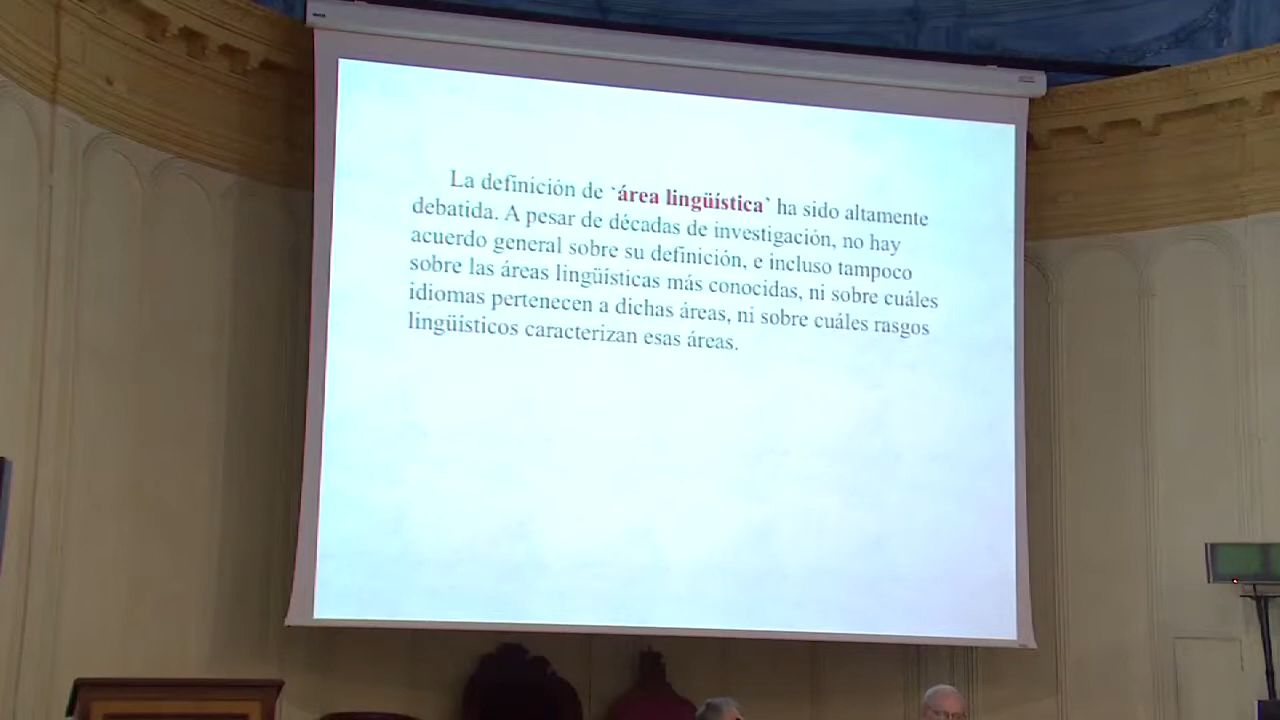 La definición de `área lingüística` ha sido altamente
debatida. A pesar de décadas de investigación, no hay
acuerdo general sobre su definición, e incluso tampoco
sobre las áreas lingüísticas más conocidas, ni sobre cuáles
idiomas pertenecen a dichas áreas, ni sobre cuáles rasgos
lingüísticos caracterizan esas áreas.